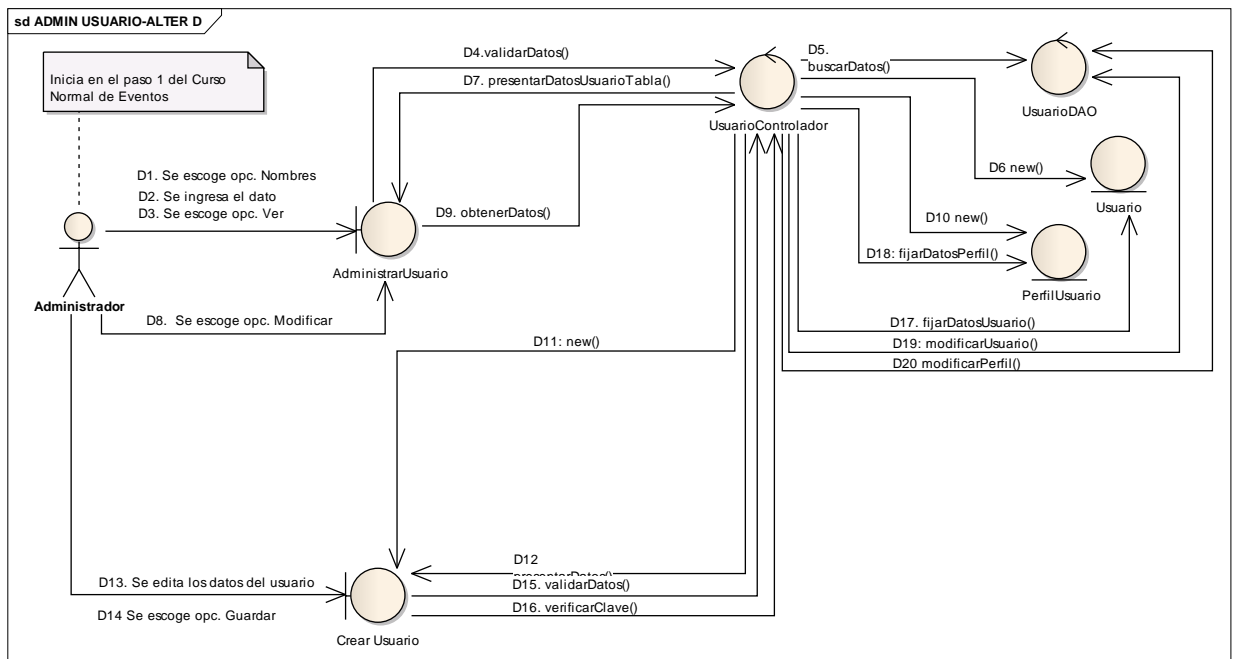 sd ADMIN USUARIO-ALTER D
Inicia en el paso 1 del Curso
Normal de Eventos
D4.validarDatos()
D7. presentarDatosUsuarioTabla()
D5.
buscarDatos()
UsuarioDAO
UsuarioControlador
D6 new()
Usuario
D1. Se escoge opc. Nombres
D2. Se ingresa el dato
D3. Se escoge opc. Ver
D9. obtenerDatos()
D10 new()
D18: fijarDatosPerfil()
AdministrarUsuario
PerfilUsuario
Administrador
D8. Se escoge opc. Modificar
D17. fijarDatosUsuario()
D11: new()
D19: modificarUsuario()
D20 modificarPerfil()
D12
D13. Se edita los datos del usuario
D15. validarDatos()
D14 Se escoge opc. Guardar
D16. verificarClave()
Crear Usuario